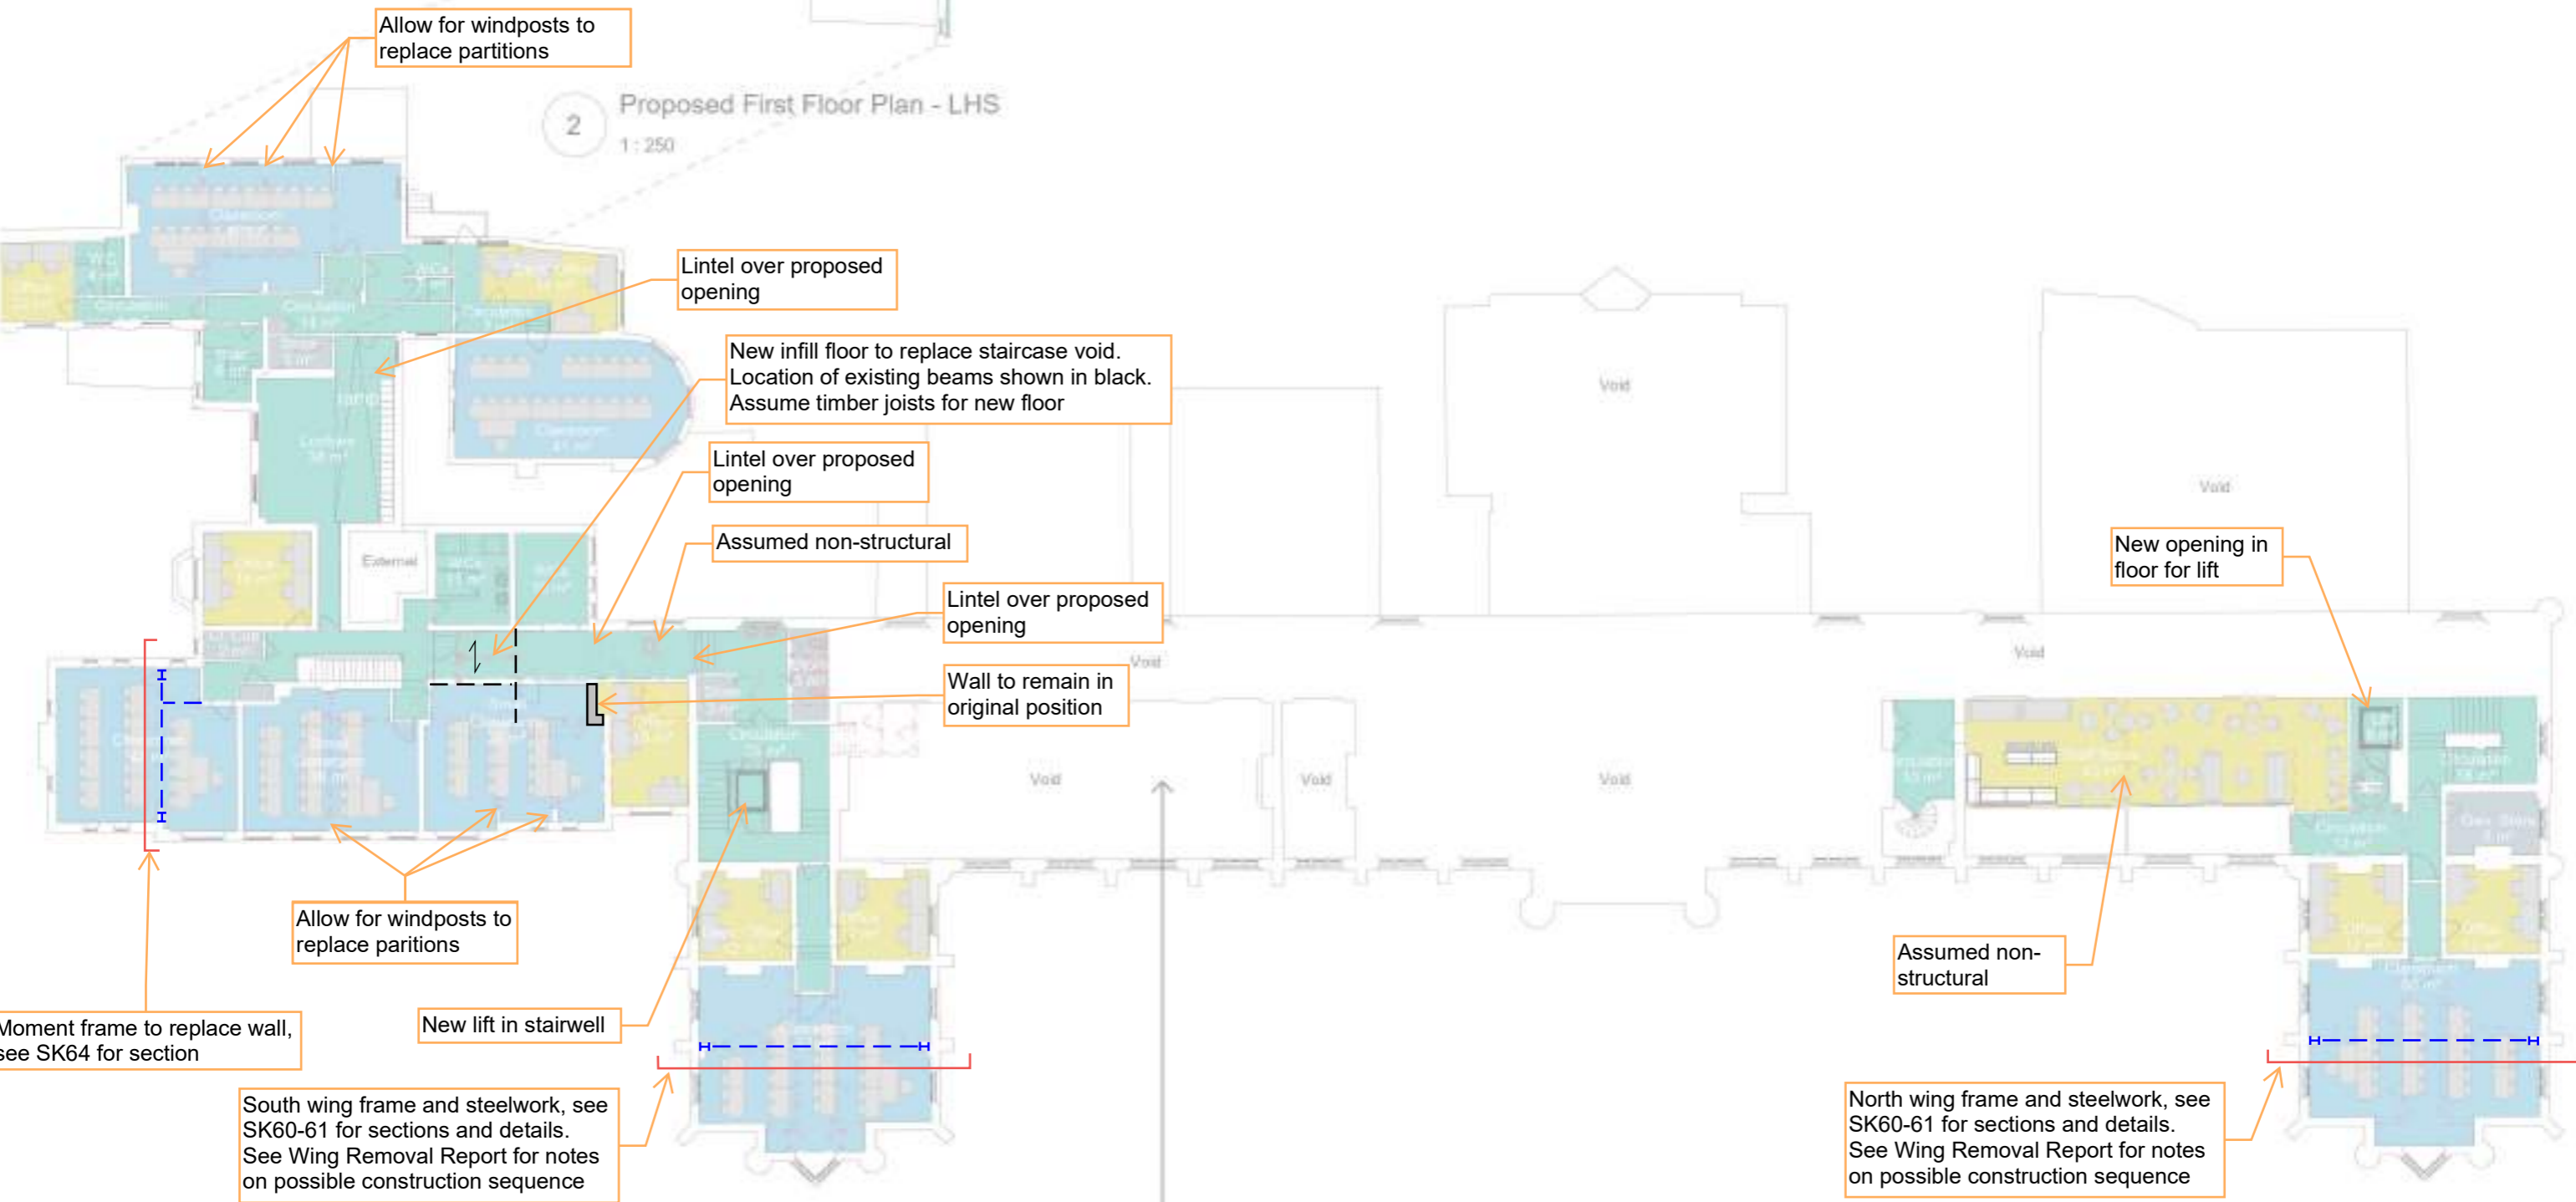 Allow for windposts to
replace partitions
2
Proposed First Floor Plan - LHS
1 : 250
Lintel over proposed
opening
New infill floor to replace staircase void.
Location of existing beams shown in black.
Assume timber joists for new floor
ramp
Void
Lintel over proposed
opening
Void
Assumed non-structural
New opening in
floor for lift
External
Lintel over proposed
opening
Void
Void
Wall to remain in
original position
Void
Void
Void
Allow for windposts to
replace paritions
Assumed non-
structural
New lift in stairwell
Moment frame to replace wall,
see SK64 for section
South wing frame and steelwork, see
SK60-61 for sections and details.
See Wing Removal Report for notes
on possible construction sequence
North wing frame and steelwork, see
SK60-61 for sections and details.
See Wing Removal Report for notes
on possible construction sequence